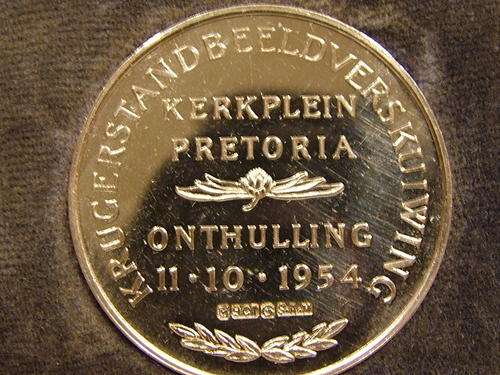 KRUGERSTANDBEELDVERSKUIWING
KERKPLEIN
PRETORIA
ONTHULLING
11·10·1954